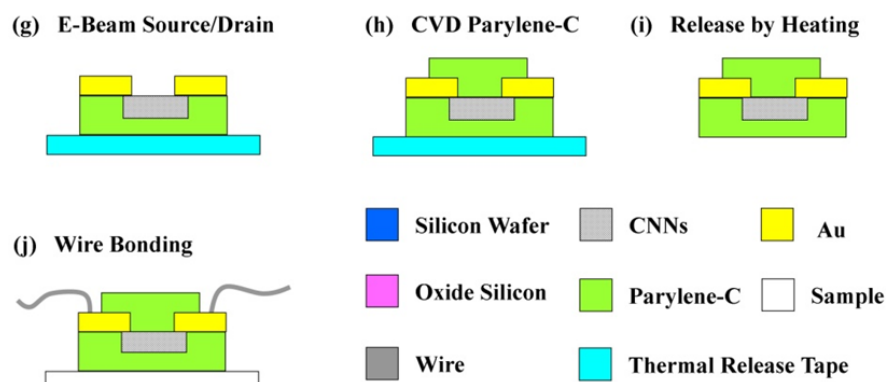 (g) E-Beam Source/Drain
(h) CVD Parylene-C
(i) Release by Heating
(j) Wire Bonding
Silicon Wafer
CNNs
Au
Oxide Silicon
Parylene-C
Sample
Wire
Thermal Release Tape